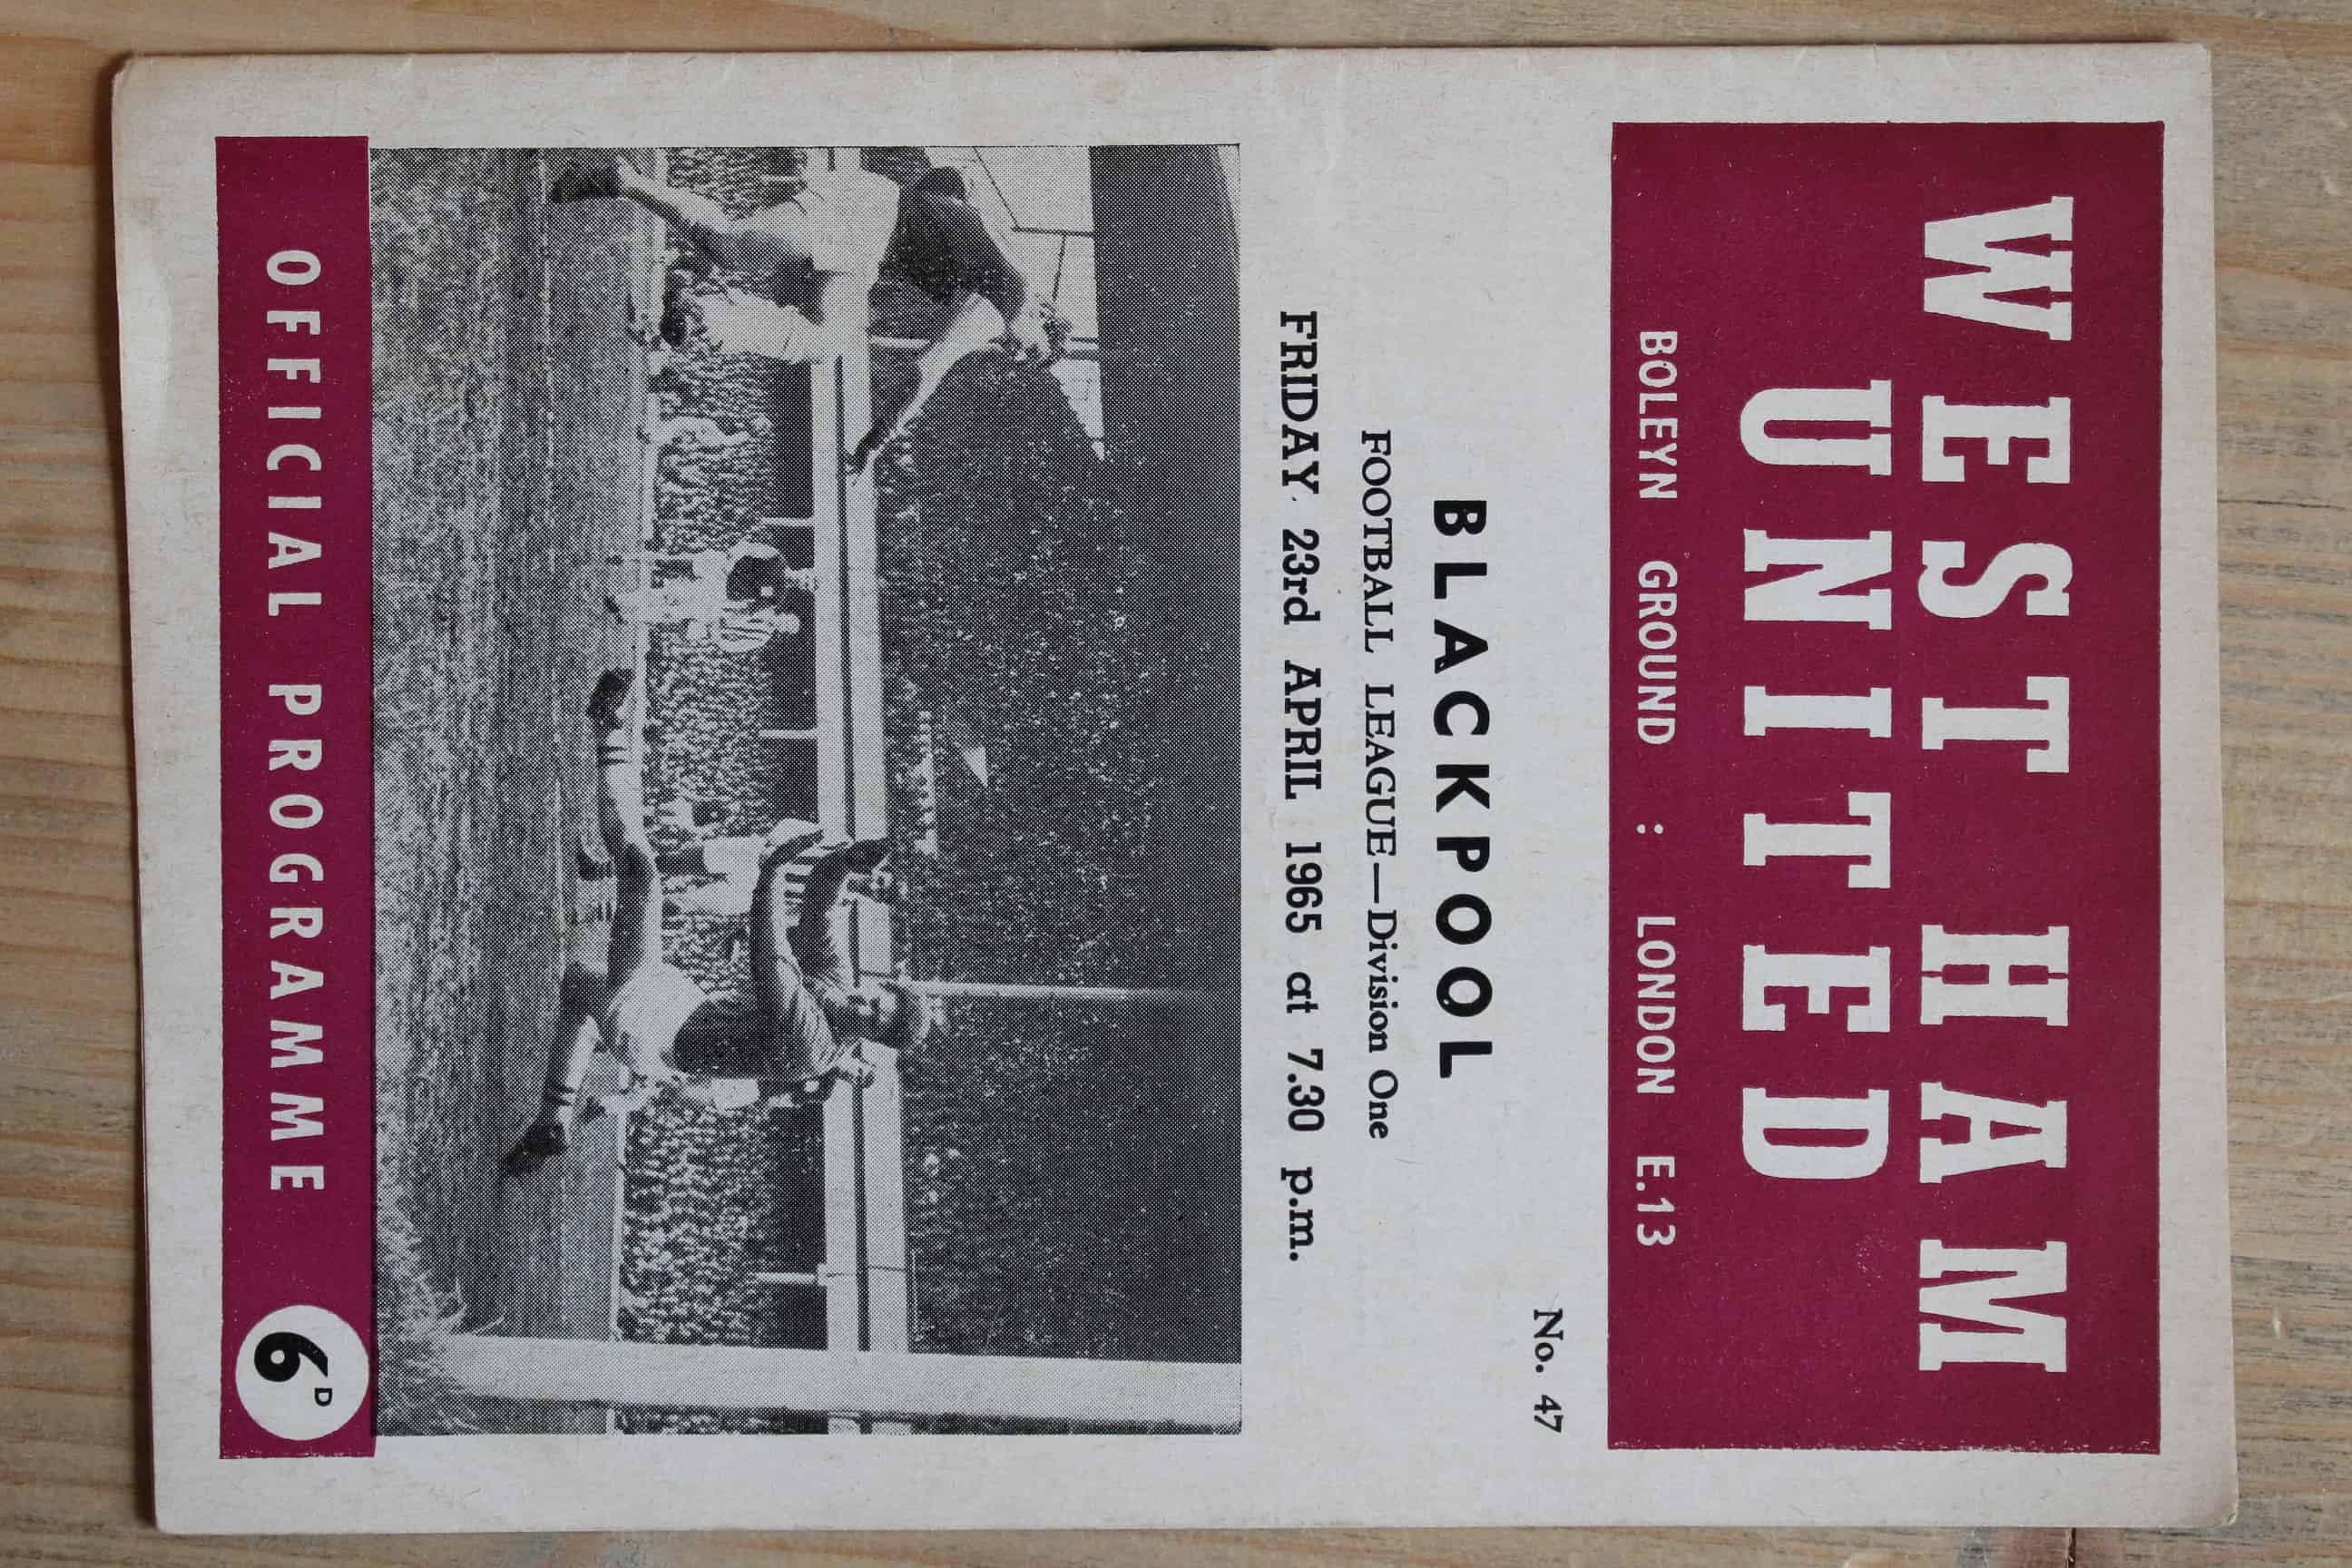 WEST HAM
UNITED
BOLEYN GROUND : LONDON E.13
No. 47
BLACKPOOL
FOOTBALL LEAGUE—Division One
FRIDAY 23rd APRIL 1965 at 7.30 p.m.
OFFICIAL PROGRAMME 6D